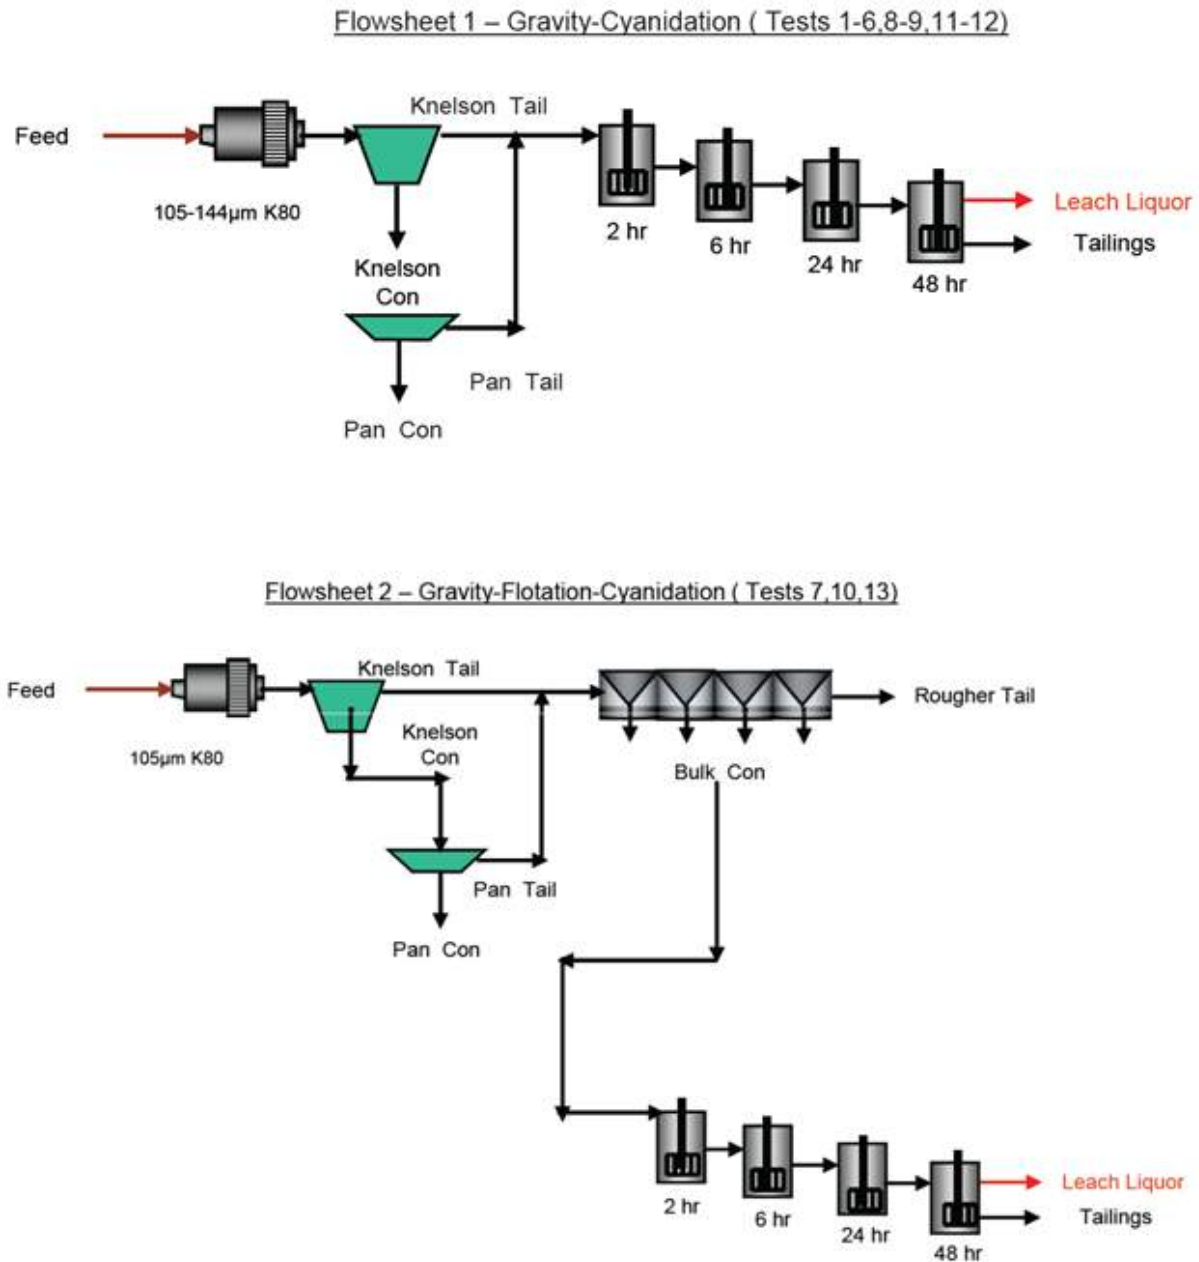 Flowsheet 1 – Gravity-Cyanidation ( Tests 1-6,8-9,11-12)
Knelson Tail
Feed
105-144µm K80
2 hr
6 hr
24 hr
48 hr
Leach Liquor
Tailings
Knelson
Con
Pan Tail
Pan Con
Flowsheet 2 – Gravity-Flotation-Cyanidation ( Tests 7,10,13)
Knelson Tail
Feed
Rougher Tail
105µm K80
Knelson
Con
Bulk Con
Pan Tail
Pan Con
2 hr
6 hr
24 hr
48 hr
Leach Liquor
Tailings